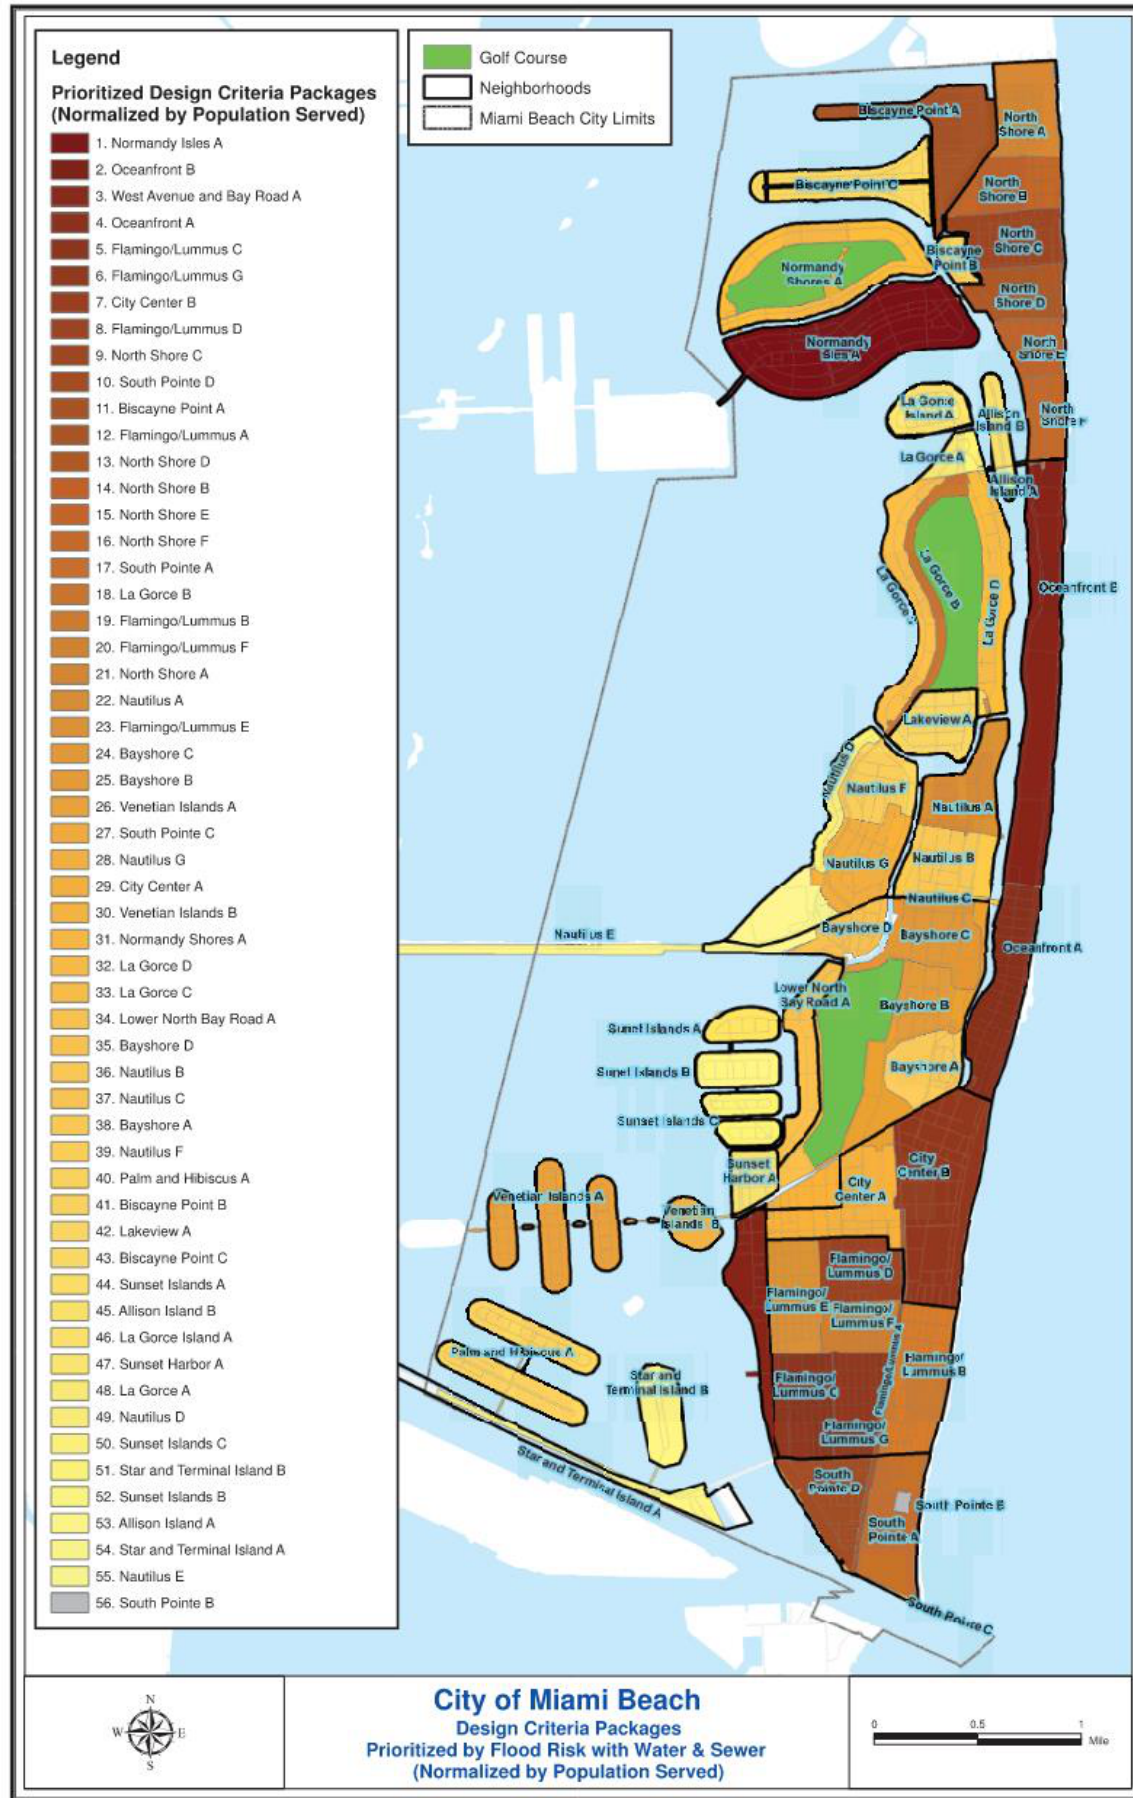 Legend
Prioritized Design Criteria Packages
(Normalized by Population Served)
1. Normandy Isles A
2. Oceanfront B
3. West Avenue and Bay Road A
4. Oceanfront A
5. Flamingo/Lummus C
6. Flamingo/Lummus G
7. City Center B
8. Flamingo/Lummus D
9. North Shore C
10. South Pointe D
11. Biscayne Point A
12. Flamingo/Lummus A
13. North Shore D
14. North Shore B
15. North Shore E
16. North Shore F
17. South Pointe A
18. La Gorce B
19. Flamingo/Lummus B
20. Flamingo/Lummus F
21. North Shore A
22. Nautilus A
23. Flamingo/Lummus E
24. Bayshore C
25. Bayshore B
26. Venetian Islands A
27. South Pointe C
28. Nautilus G
29. City Center A
30. Venetian Islands B
31. Normandy Shores A
32. La Gorce D
33. La Gorce C
34. Lower North Bay Road A
35. Bayshore D
36. Nautilus B
37. Nautilus C
38. Bayshore A
39. Nautilus F
40. Palm and Hibiscus A
41. Biscayne Point B
42. Lakeview A
43. Biscayne Point C
44. Sunset Islands A
45. Allison Island B
46. La Gorce Island A
47. Sunset Harbor A
48. La Gorce A
49. Nautilus D
50. Sunset Islands C
51. Star and Terminal Island B
52. Sunset Islands B
53. Allison Island A
54. Star and Terminal Island A
55. Nautilus E
56. South Pointe B
Golf Course
Neighborhoods
Miami Beach City Limits
Biscayne Point A
North
Shore A
Biscayne Point C
North
Shore B
North
Shore C
Biscayne
Point B
Normandy
Shores A
North
Shore D
Normandy
Isles A
North
Shore E
La Gorce
Island A
Allison
Island B
North
Shore F
La Gorce A
Allison
Island A
La Gorce C
La Gorce B
La Gorce D
Oceanfront B
Lakeview A
Nautilus D
Nautilus F
Nautilus A
Nautilus G
Nautilus B
Nautilus C
Nautilus E
Bayshore D
Bayshore C
Oceanfront A
Lower North
Bay Road A
Bayshore B
Sunset Islands A
Sunset Islands B
Bayshore A
Sunset Islands C
Sunset
Harbor A
City
Center B
City
Center A
Venetian Islands A
Venetian
Islands B
Flamingo/
Lummus D
Flamingo/
Lummus E
Flamingo/
Lummus F
Flamingo/Lummus A
Flamingo/
Lummus B
Palm and Hibiscus A
Star and
Terminal Island B
Flamingo/
Lummus C
Flamingo/
Lummus G
Star and Terminal Island A
South
Pointe D
South Pointe B
South
Pointe A
South Pointe C
N
W
E
S
City of Miami Beach
Design Criteria Packages
Prioritized by Flood Risk with Water & Sewer
(Normalized by Population Served)
0
0.5
1
Mile